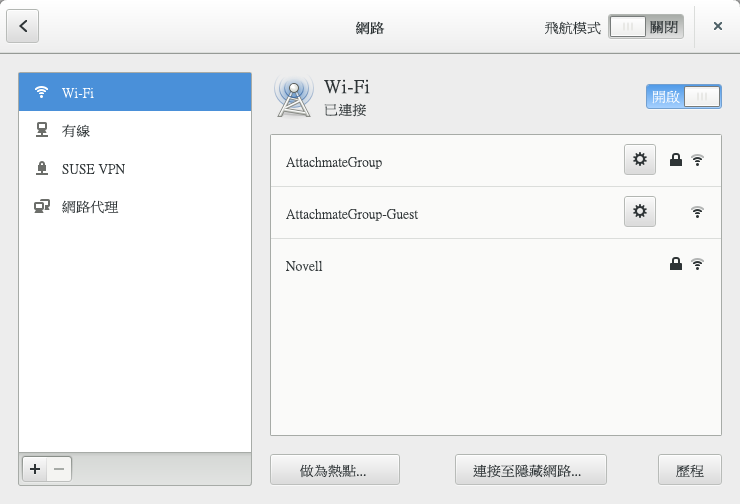 網路
飛航模式 關閉
Wi-Fi
有線
SUSE VPN
網路代理
Wi-Fi
已連接
開啟
AttachmateGroup
AttachmateGroup-Guest
Novell
做為熱點...
連接至隱藏網路...
歷程